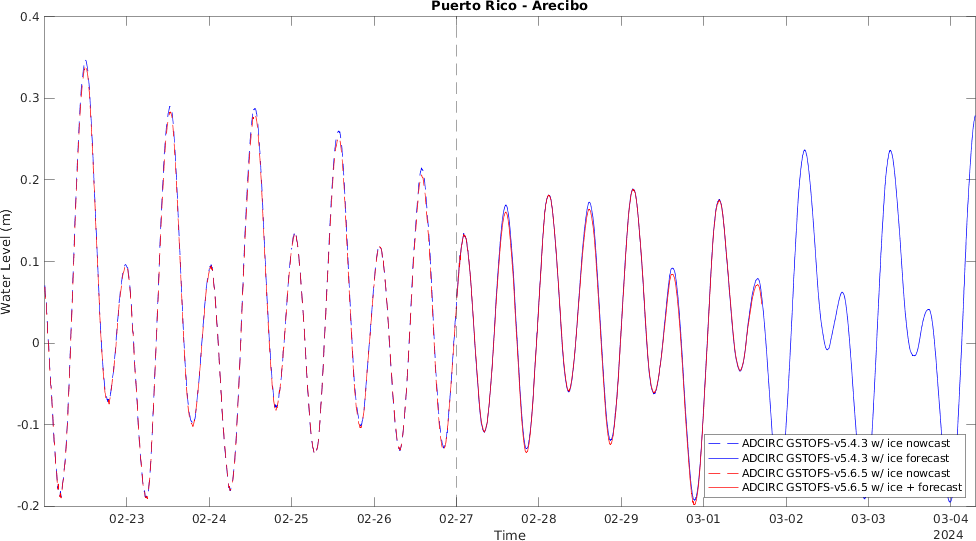 Puerto Rico - Arecibo
0.4
0.3
0.2
0.1
0
-0.1
-0.2
Water Level (m)
ADCIRC GSTOFS-v5.4.3 w/ ice nowcast
ADCIRC GSTOFS-v5.4.3 w/ ice forecast
ADCIRC GSTOFS-v5.6.5 w/ ice nowcast
ADCIRC GSTOFS-v5.6.5 w/ ice + forecast
02-23 02-24 02-25 02-26 02-27 02-28 02-29 03-01 03-02 03-03 03-04
Time 2024